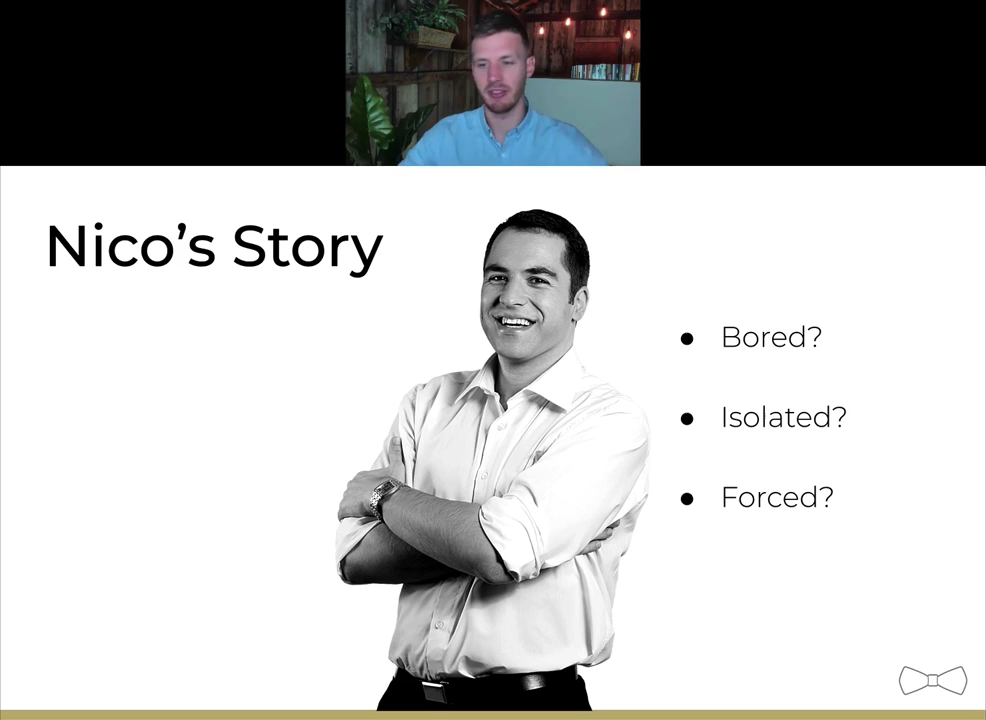 Nico’s Story
● Bored?
● Isolated?
● Forced?